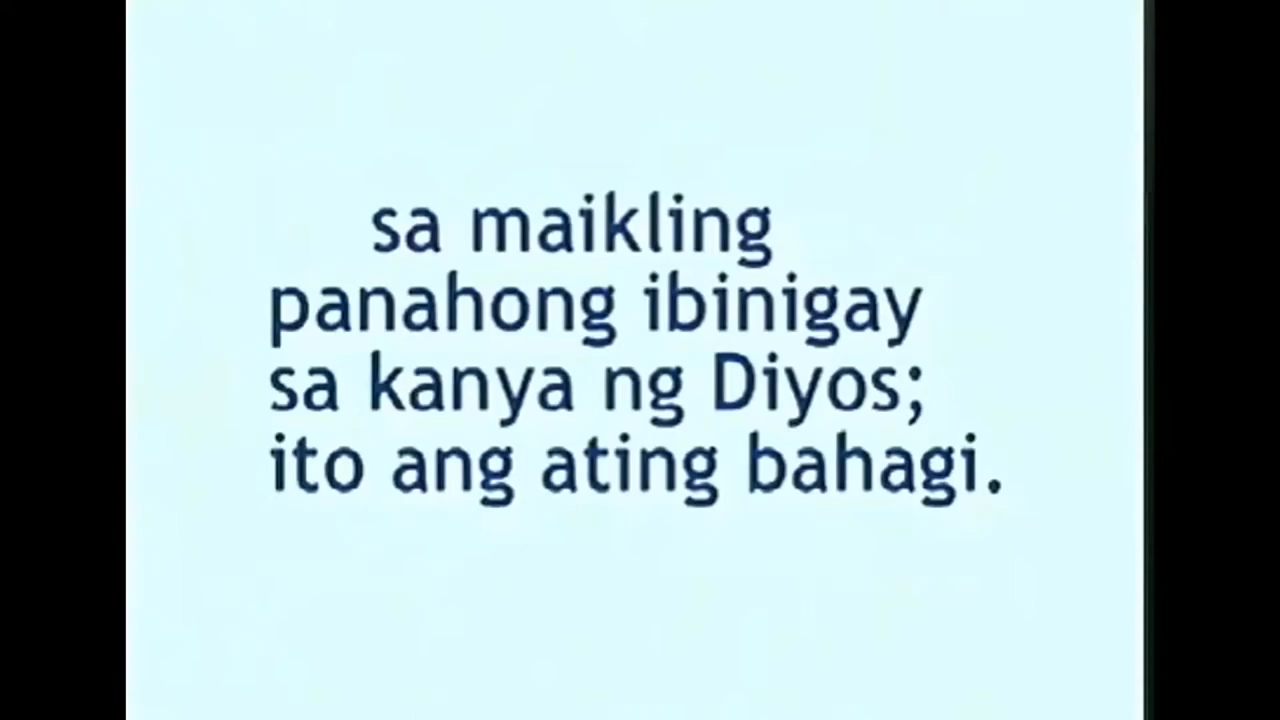 sa maikling
panahong ibinigay
sa kanya ng Diyos;
ito ang ating bahagi.